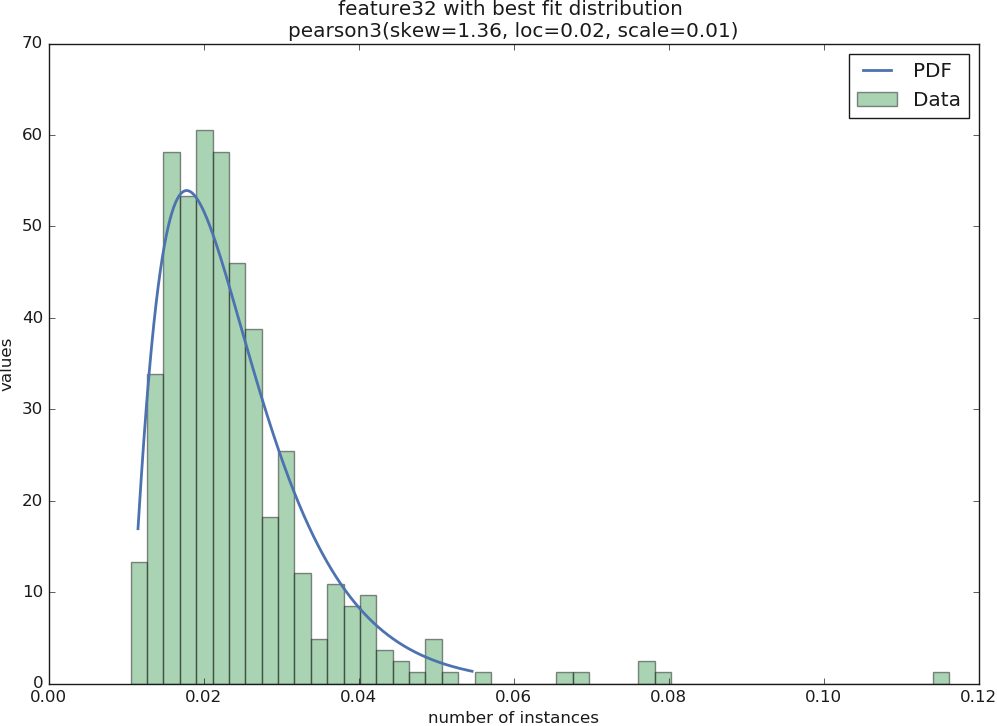 feature32 with best fit distribution
pearson3(skew=1.36, loc=0.02, scale=0.01)
PDF
Data
70
60
50
40
30
20
10
0
values
0.00 0.02 0.04 0.06 0.08 0.10 0.12
number of instances